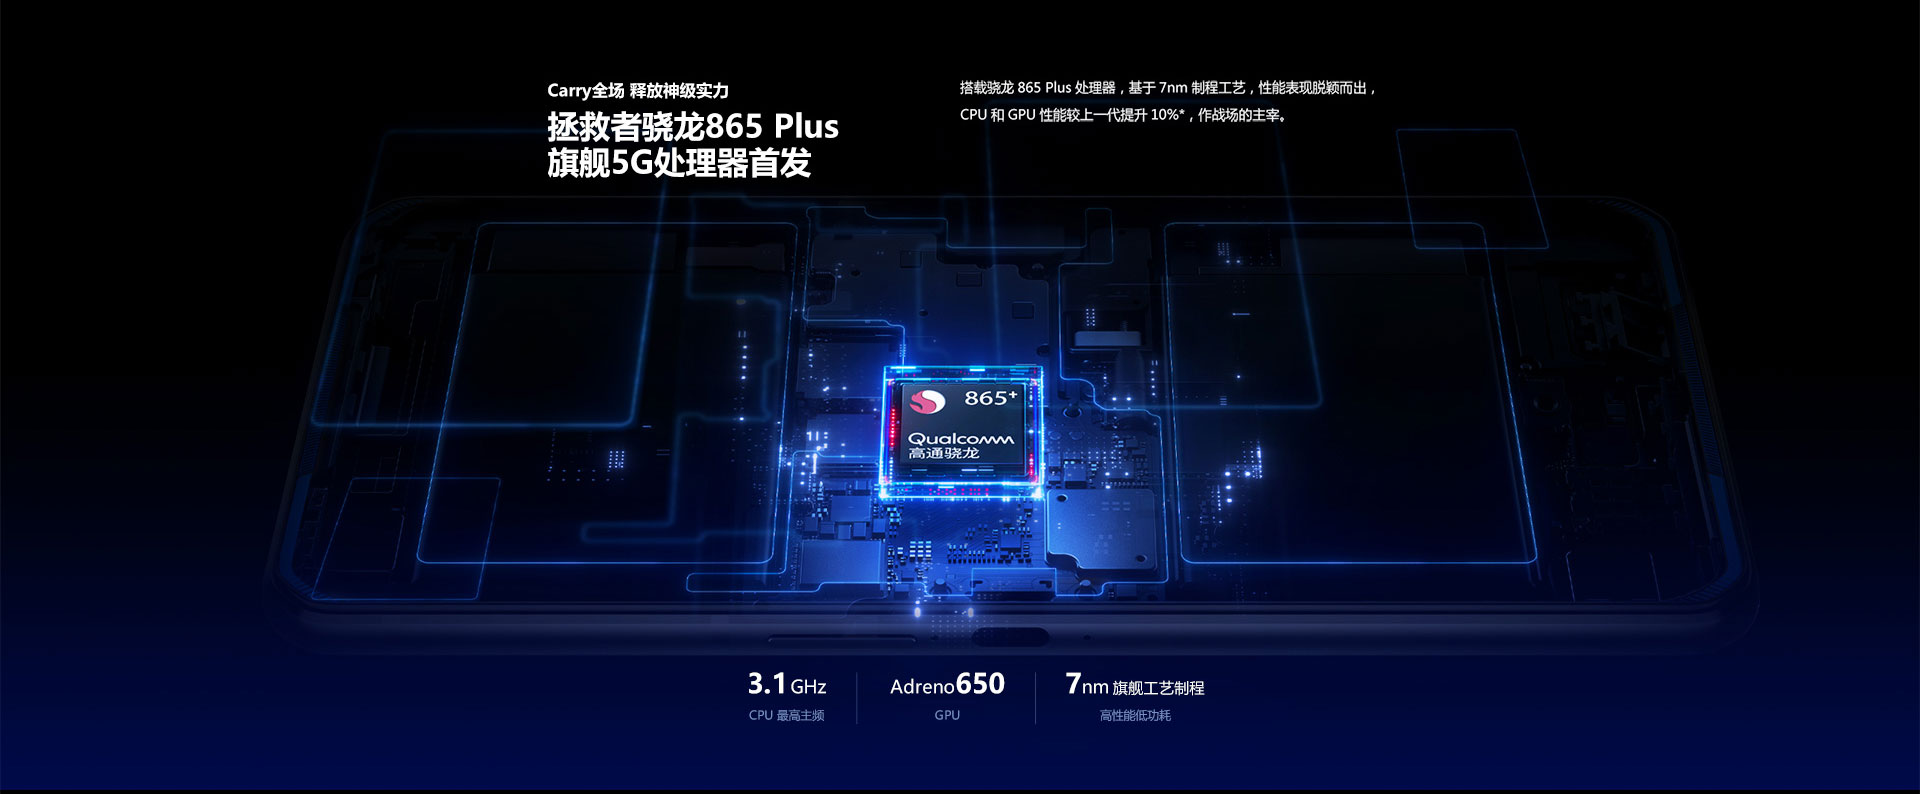 Carry全场 释放神级实力
拯救者骁龙865 Plus
旗舰5G处理器首发
搭载骁龙 865 Plus 处理器，基于 7nm 制程工艺，性能表现脱颖而出，
CPU 和 GPU 性能较上一代提升 10%*，作战场的主宰。
865+
Qualcomm
高通骁龙
3.1 GHz
CPU 最高主频
Adreno650
GPU
7nm 旗舰工艺制程
高性能低功耗